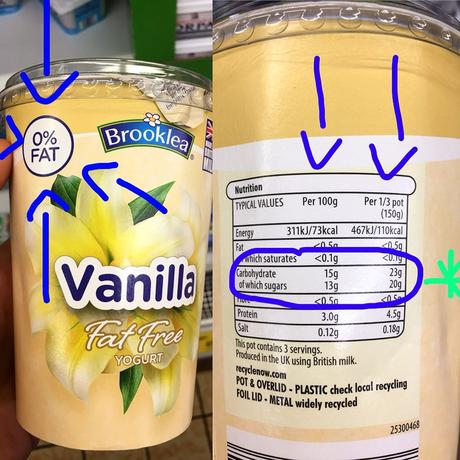 0%
FAT
Brooklea
Vanilla
Fat Free
YOGURT
Nutrition
TYPICAL VALUES Per 100g Per 1/3 pot
(150g)
Energy 311kJ/73kcal 467kJ/110kcal
Fat <0.5g <0.5g
of which saturates <0.1g <0.1g
Carbohydrate 15g 23g
of which sugars 13g 20g
Fibre <0.5g <0.5g
Protein 3.0g 4.5g
Salt 0.12g 0.18g
This pot contains 3 servings.
Produced in the UK using British milk.
recyclenow.com
POT & OVERLID - PLASTIC check local recycling
FOIL LID - METAL widely recycled
25300468